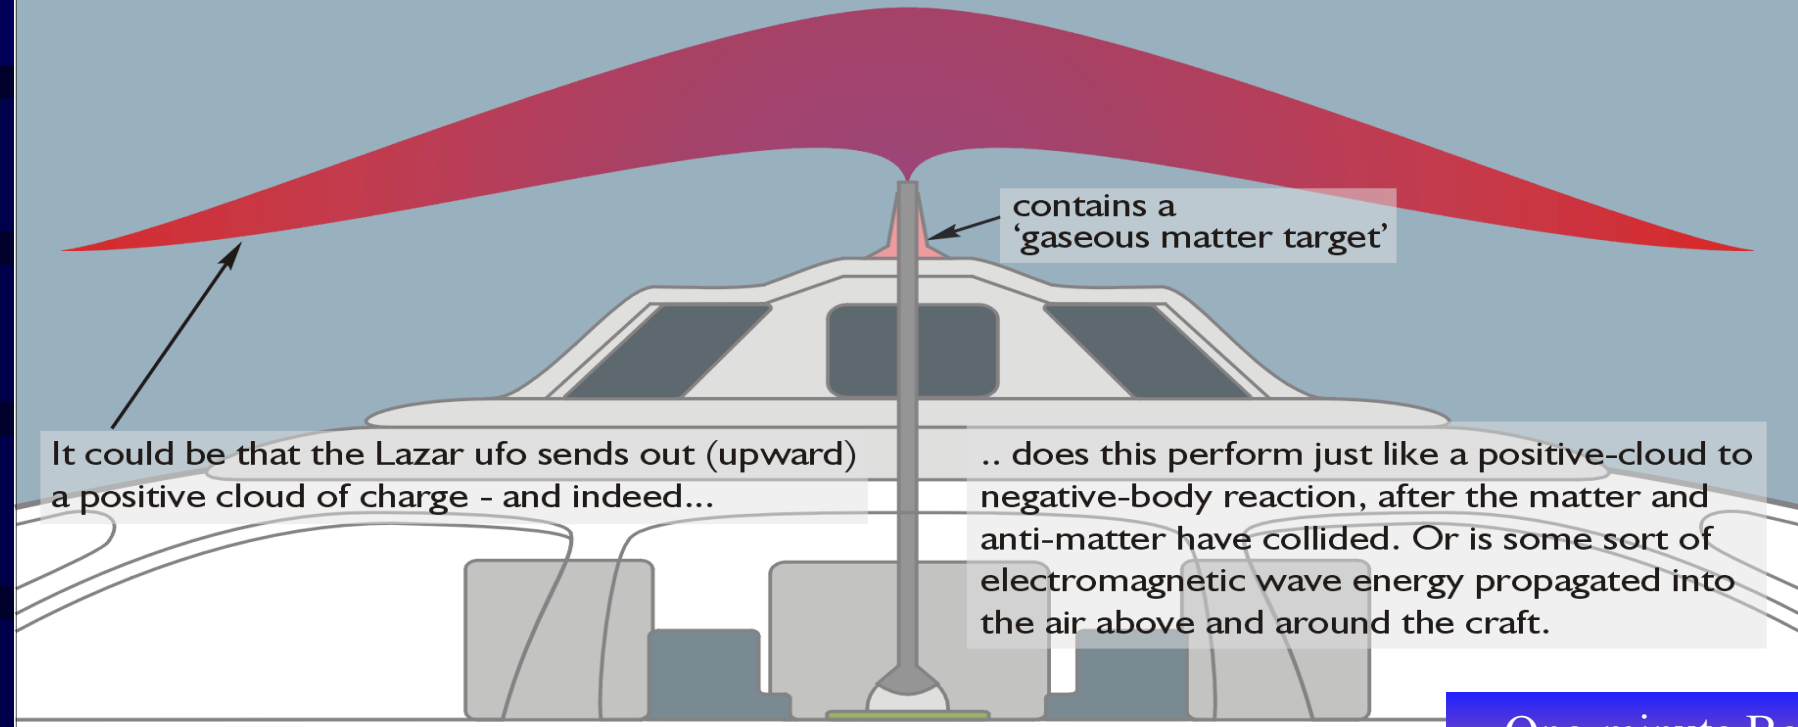 contains a
‘gaseous matter target’
It could be that the Lazar ufo sends out (upward)
a positive cloud of charge - and indeed...
.. does this perform just like a positive-cloud to
negative-body reaction, after the matter and
anti-matter have collided. Or is some sort of
electromagnetic wave energy propagated into
the air above and around the craft.
One minute